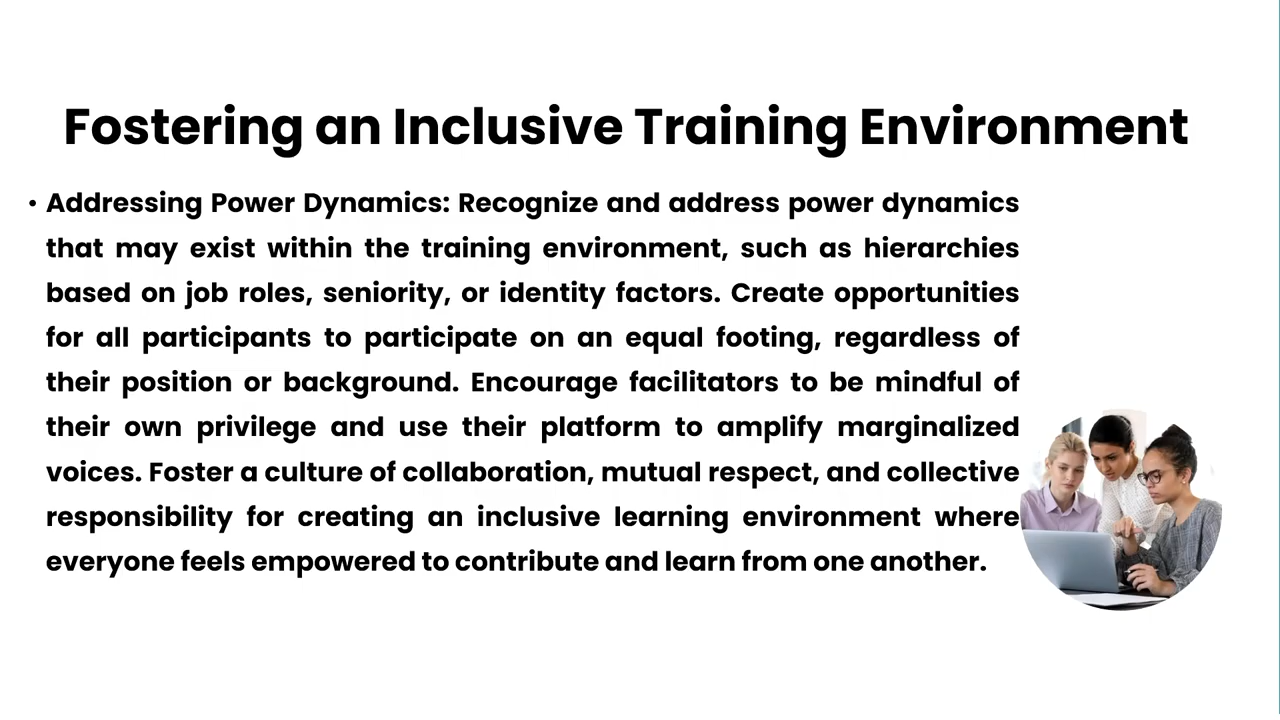 Fostering an Inclusive Training Environment
• Addressing Power Dynamics: Recognize and address power dynamics
that may exist within the training environment, such as hierarchies
based on job roles, seniority, or identity factors. Create opportunities
for all participants to participate on an equal footing, regardless of
their position or background. Encourage facilitators to be mindful of
their own privilege and use their platform to amplify marginalized
voices. Foster a culture of collaboration, mutual respect, and collective
responsibility for creating an inclusive learning environment where
everyone feels empowered to contribute and learn from one another.